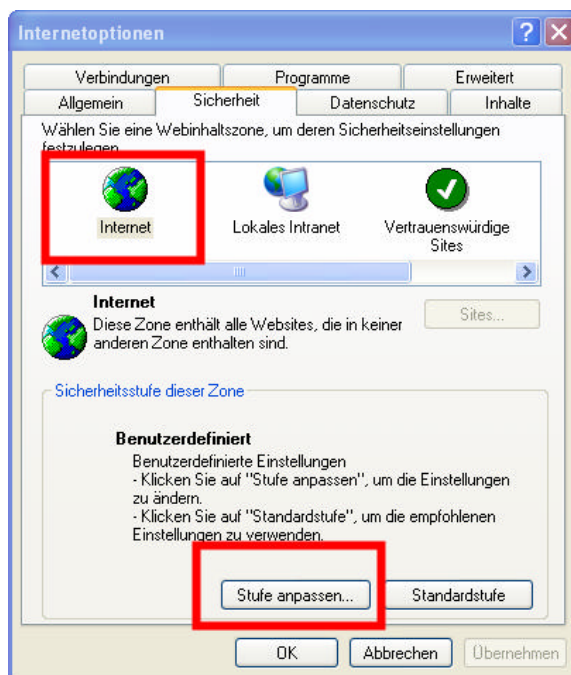 Internetoptionen
Verbindungen Programme Erweitert
Allgemein Sicherheit Datenschutz Inhalte
Wählen Sie eine Webinhaltszone, um deren Sicherheitseinstellungen
festzulegen.
Internet Lokales Intranet Vertrauenswürdige
Sites
Internet
Diese Zone enthält alle Websites, die in keiner
anderen Zone enthalten sind.
Sites...
Sicherheitsstufe dieser Zone
Benutzerdefiniert
Benutzerdefinierte Einstellungen
- Klicken Sie auf "Stufe anpassen", um die Einstellungen
zu ändern.
- Klicken Sie auf "Standardstufe", um die empfohlenen
Einstellungen zu verwenden.
Stufe anpassen... Standardstufe
OK Abbrechen Übernehmen